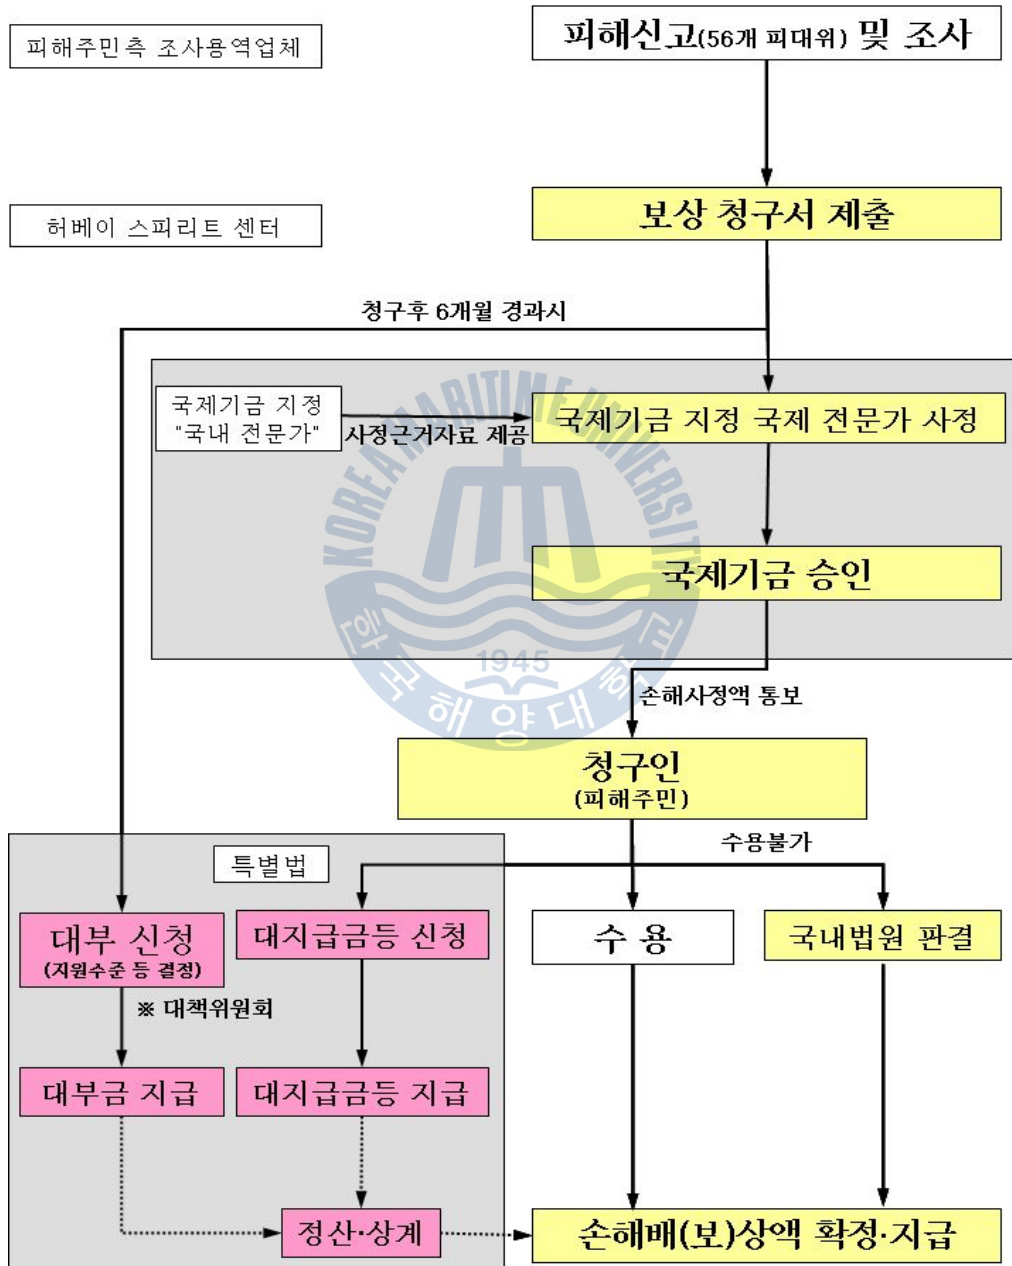 피해주민측 조사용역업체
피해신고(56개 피대위) 및 조사
허베이 스피리트 센터
보상 청구서 제출
청구후 6개월 경과시
국제기금 지정
"국내 전문가"
사정근거자료 제공
국제기금 지정 국제 전문가 사정
국제기금 승인
손해사정액 통보
청구인
(피해주민)
수용불가
특별법
대부 신청
(지원수준 등 결정)
대지급금등 신청
수 용
국내법원 판결
※ 대책위원회
대부금 지급
대지급금등 지급
정산·상계
손해배(보)상액 확정·지급
KOREA MARITIME UNIVERSITY
1945
한국해양대학교